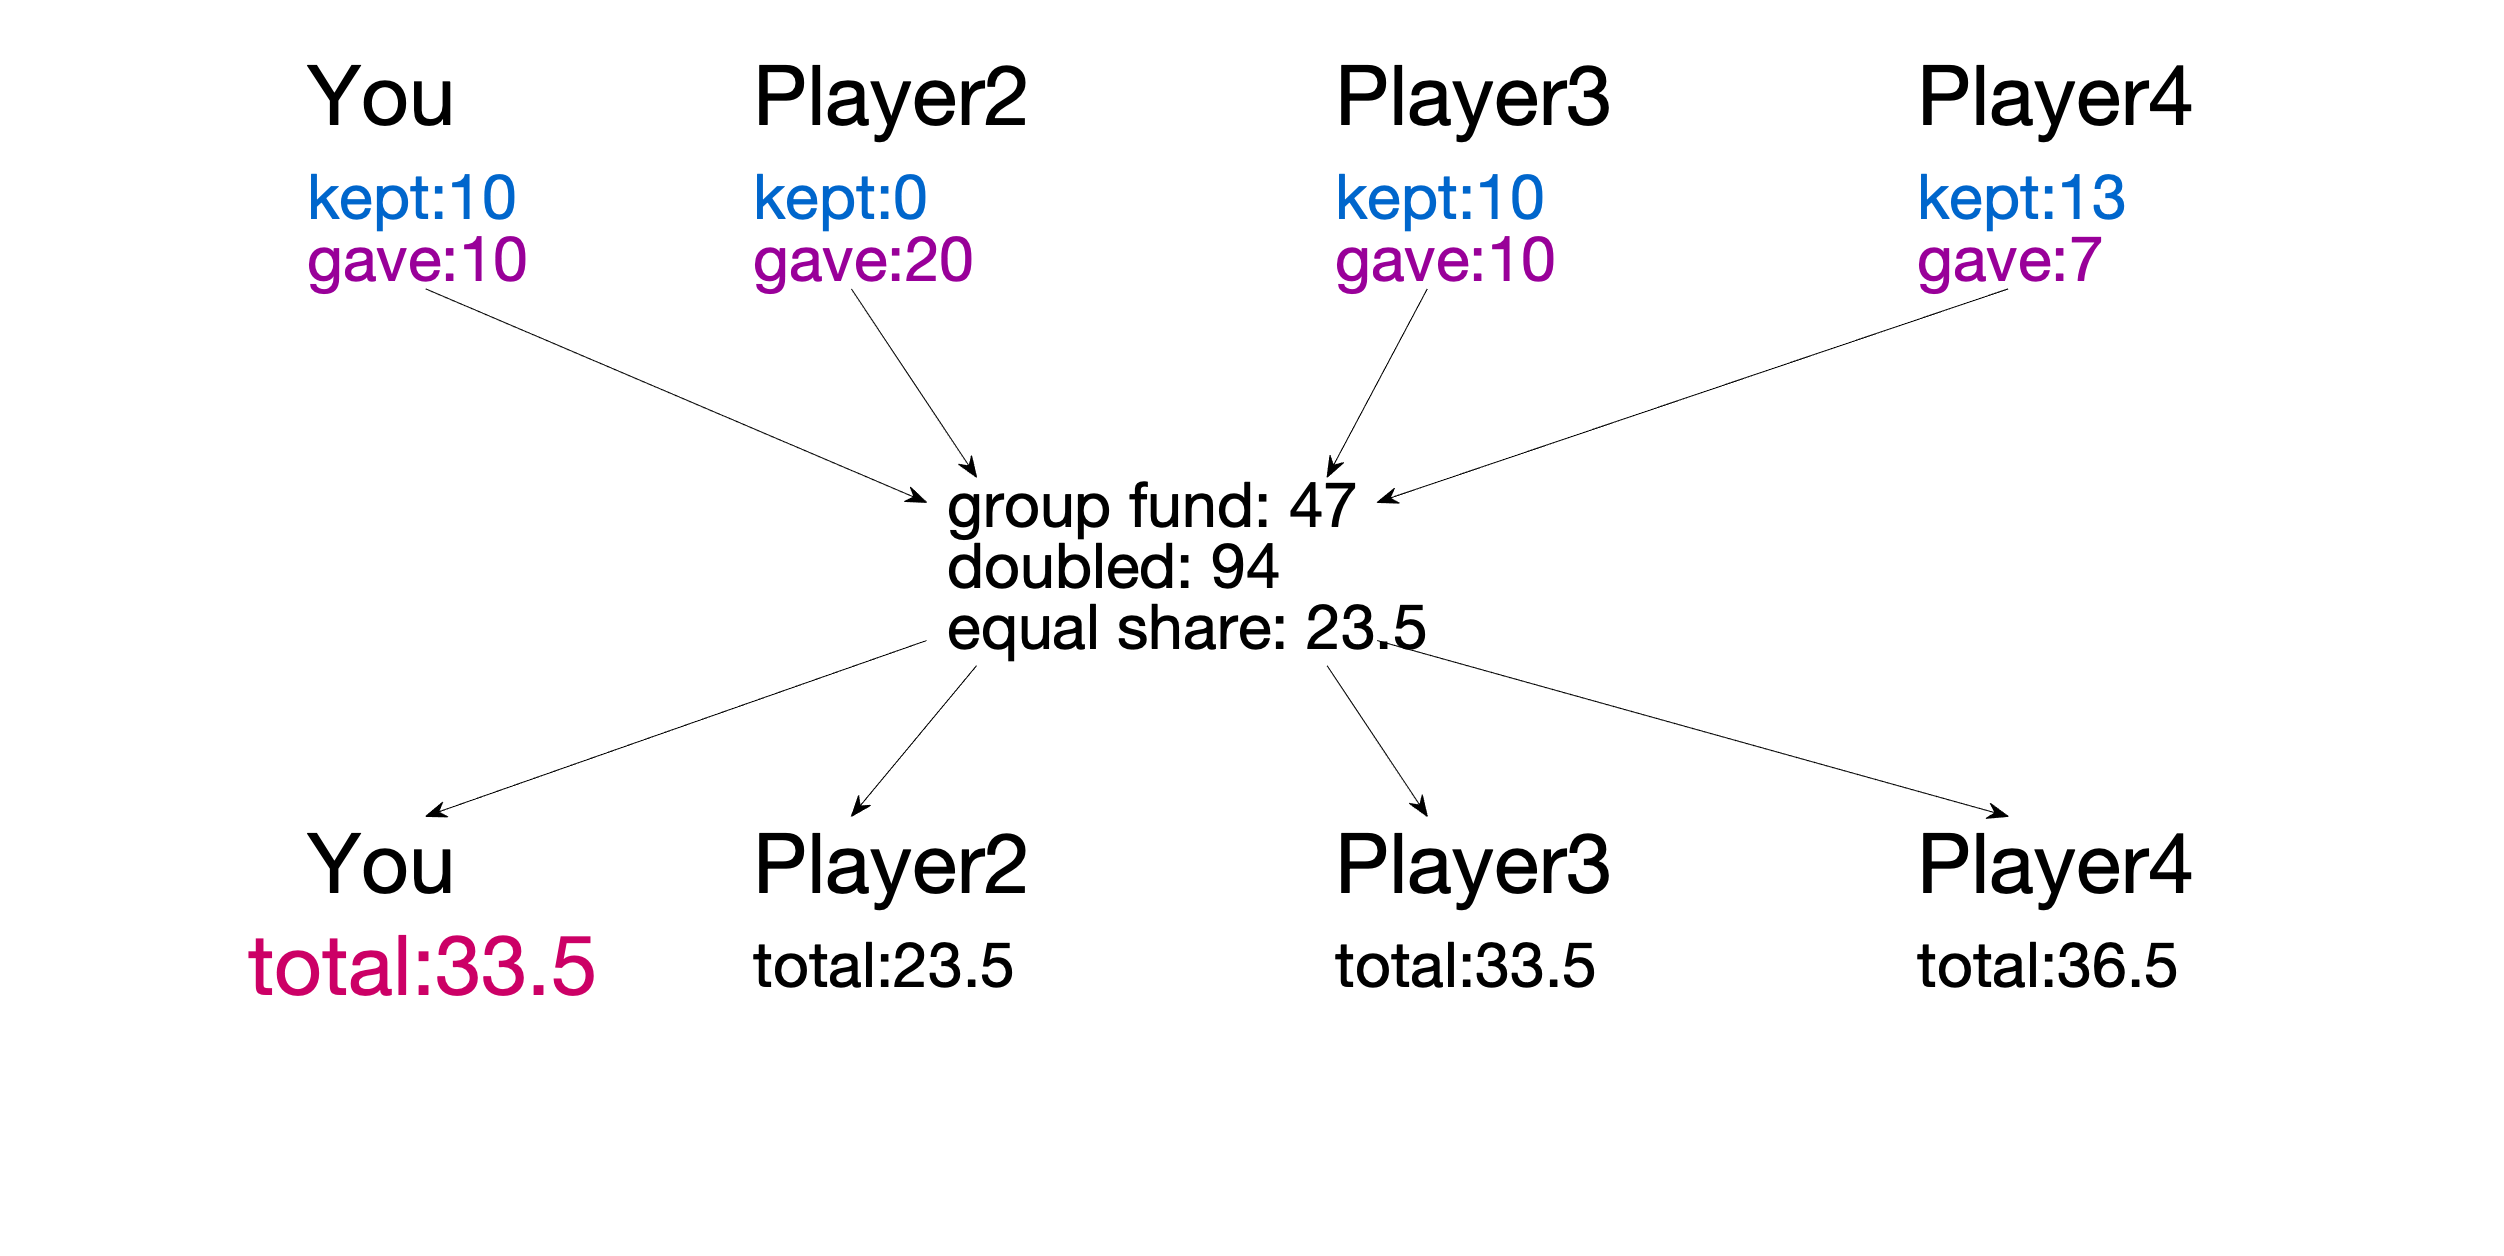 You Player2 Player3 Player4
kept:10 kept:0 kept:10 kept:13
gave:10 gave:20 gave:10 gave:7
group fund: 47
doubled: 94
equal share: 23.5
You Player2 Player3 Player4
total:33.5 total:23.5 total:33.5 total:36.5